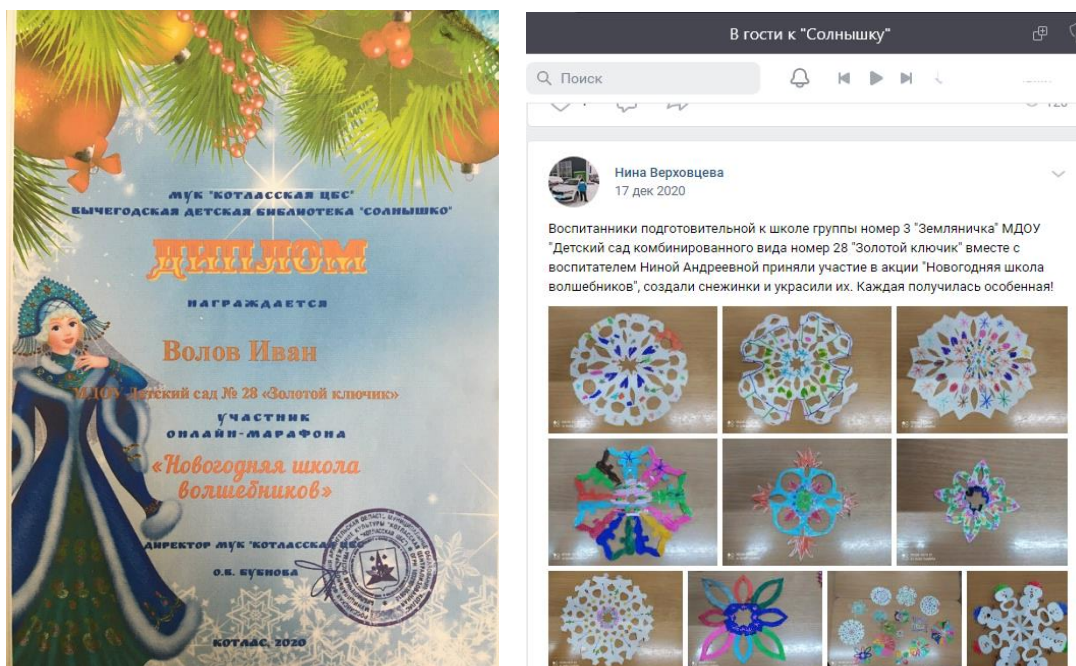 МУК "КОТЛАССКАЯ ЦБС"
ВЫЧЕГОДСКАЯ ДЕТСКАЯ БИБЛИОТЕКА "СОЛНЫШКО"
ДИПЛОМ
НАГРАЖДАЕТСЯ
Волов Иван
МДОУ Детский сад № 28 «Золотой ключик»
УЧАСТНИК
ОНЛАЙН-МАРАФОНА
«Новогодняя школа
волшебников»
ДИРЕКТОР МУК "КОТЛАССКАЯ ЦБС"
О.В. БУБНОВА
КОТЛАС, 2020
В гости к "Солнышку"
Поиск
Нина Верховцева
17 дек 2020
Воспитанники подготовительной к школе группы номер 3 "Земляничка" МДОУ
"Детский сад комбинированного вида номер 28 "Золотой ключик" вместе с
воспитателем Ниной Андреевной приняли участие в акции "Новогодняя школа
волшебников", создали снежинки и украсили их. Каждая получилась особенная!